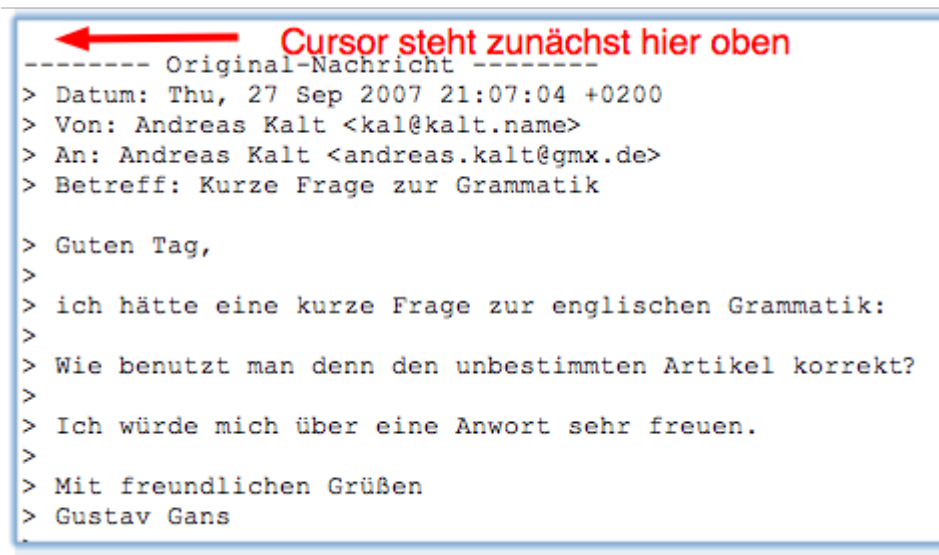 Cursor steht zunächst hier oben
-------- Original-Nachricht --------
> Datum: Thu, 27 Sep 2007 21:07:04 +0200
> Von: Andreas Kalt <kal@kalt.name>
> An: Andreas Kalt <andreas.kalt@gmx.de>
> Betreff: Kurze Frage zur Grammatik

> Guten Tag,
>
> ich hätte eine kurze Frage zur englischen Grammatik:
>
> Wie benutzt man denn den unbestimmten Artikel korrekt?
>
> Ich würde mich über eine Anwort sehr freuen.
>
> Mit freundlichen Grüßen
> Gustav Gans